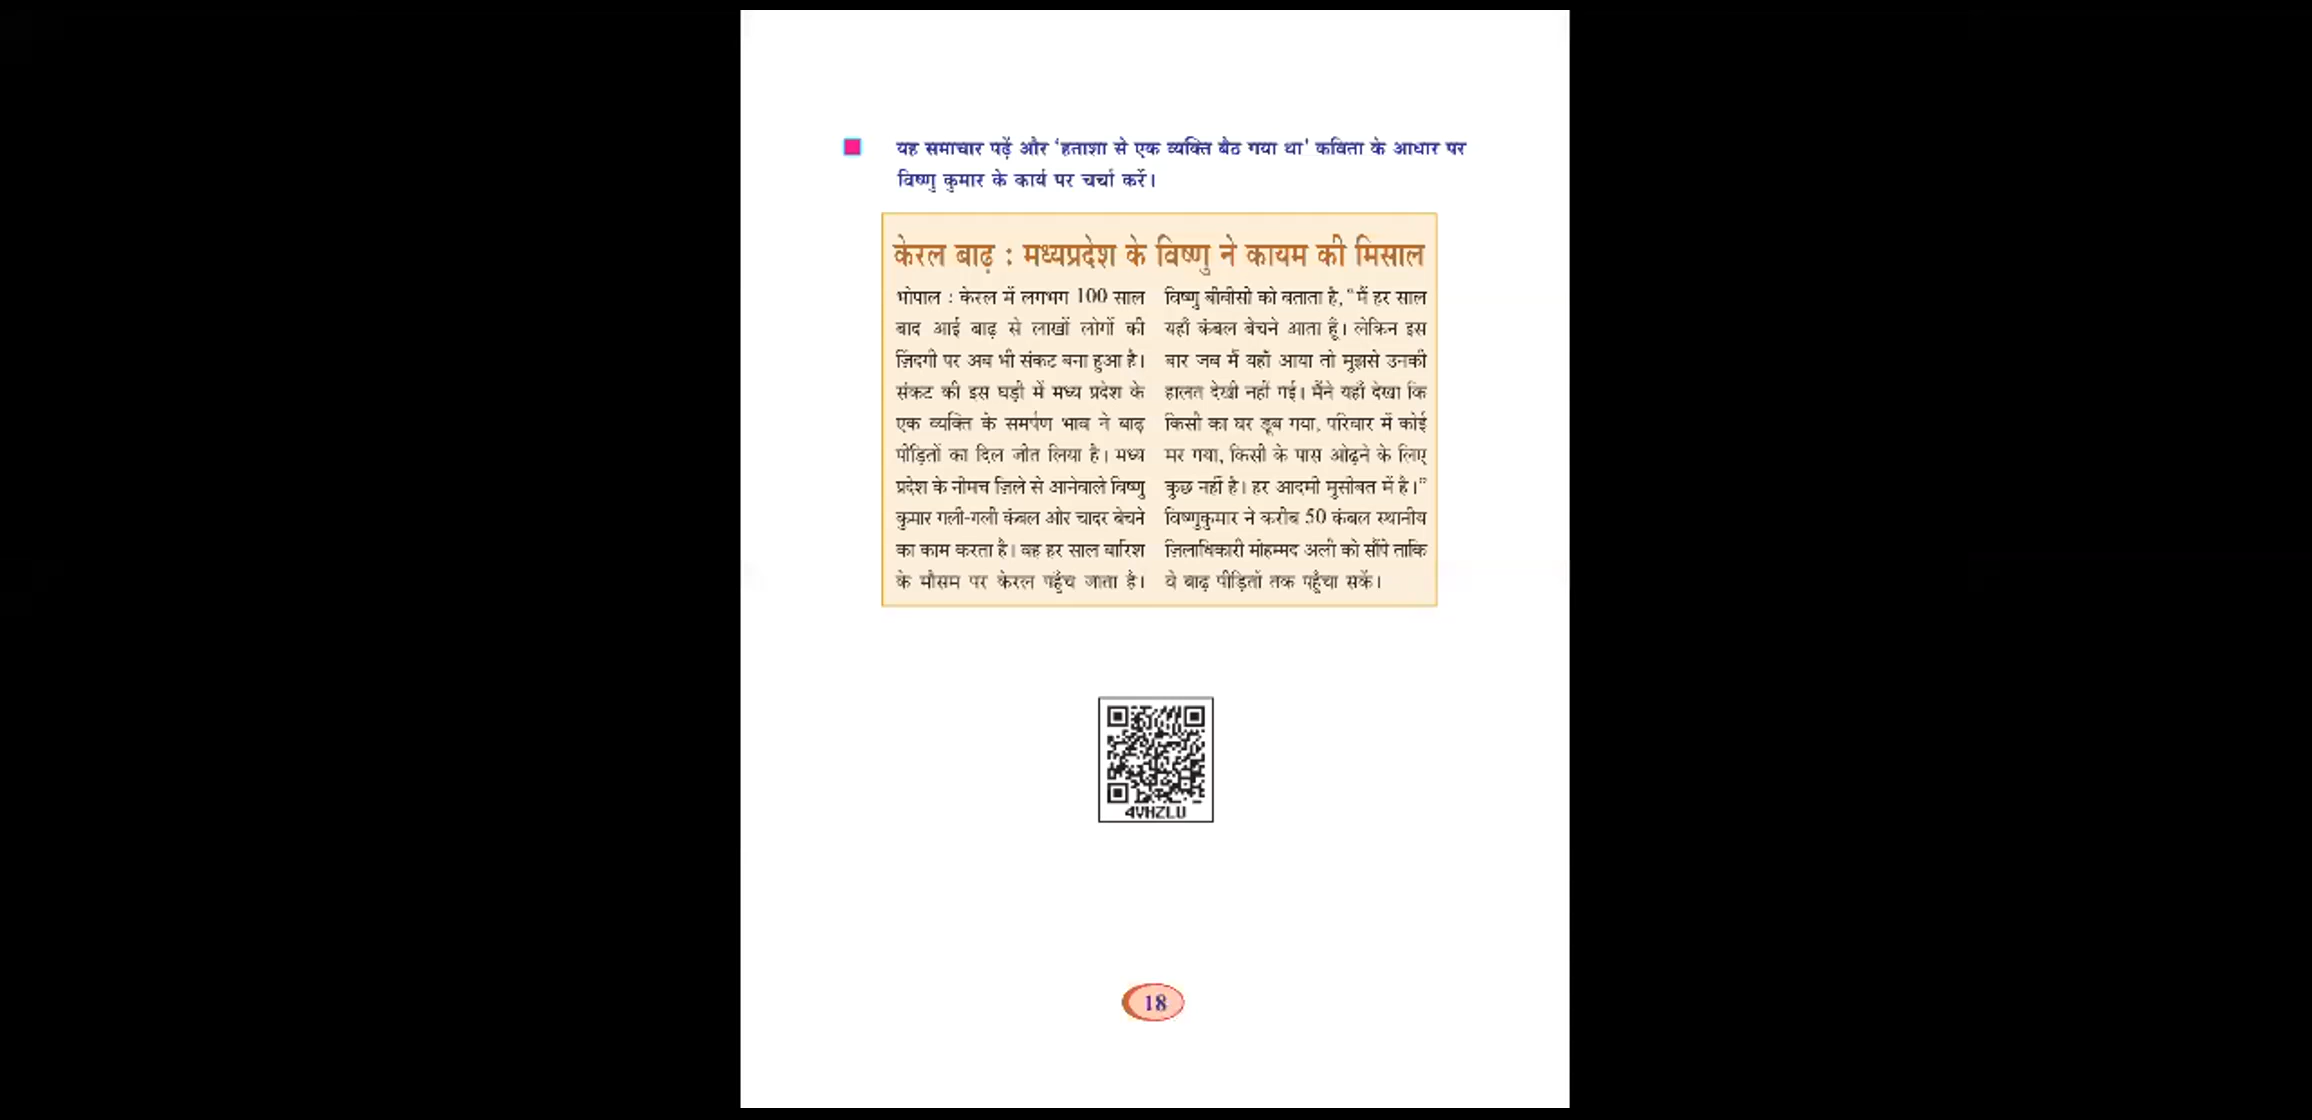 यह समाचार पढ़ें और ‘हताशा से एक व्यक्ति बैठ गया था’ कविता के आधार पर
विष्णु कुमार के कार्य पर चर्चा करें।
केरल बाढ़ : मध्यप्रदेश के विष्णु ने कायम की मिसाल
भोपाल : केरल में लगभग 100 साल
बाद आई बाढ़ से लाखों लोगों की
ज़िंदगी पर अब भी संकट बना हुआ है।
संकट की इस घड़ी में मध्य प्रदेश के
एक व्यक्ति के समर्पण भाव ने बाढ़
पीड़ितों का दिल जीत लिया है। मध्य
प्रदेश के नीमच ज़िले से आनेवाले विष्णु
कुमार गली-गली कंबल और चादर बेचने
का काम करता है। वह हर साल बारिश
के मौसम पर केरल पहुँच जाता है।
विष्णु बीबीसी को बताता है, “मैं हर साल
यहाँ कंबल बेचने आता हूँ। लेकिन इस
बार जब मैं यहाँ आया तो मुझसे उनकी
हालत देखी नहीं गई। मैंने यहाँ देखा कि
किसी का घर डूब गया, परिवार में कोई
मर गया, किसी के पास ओढ़ने के लिए
कुछ नहीं है। हर आदमी मुसीबत में है।”
विष्णुकुमार ने करीब 50 कंबल स्थानीय
ज़िलाधिकारी मोहम्मद अली को सौंपे ताकि
वे बाढ़ पीड़ितों तक पहुँचा सकें।
4VHZLU
18